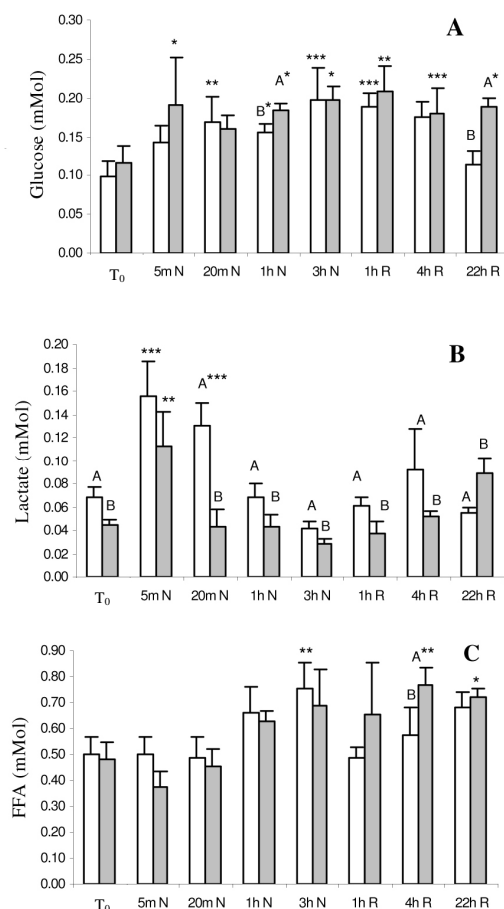 A
Glucose (mMol)
0.30
0.25
0.20
0.15
0.10
0.05
0.00
* ** B* A* *** * *** ** *** B A*
T0 5m N 20m N 1h N 3h N 1h R 4h R 22h R
B
Lactate (mMol)
0.20
0.18
0.16
0.14
0.12
0.10
0.08
0.06
0.04
0.02
0.00
A B *** ** A*** B A B A B A B A B A B
T0 5m N 20m N 1h N 3h N 1h R 4h R 22h R
C
FFA (mMol)
0.90
0.80
0.70
0.60
0.50
0.40
0.30
0.20
0.10
0.00
** B A** *
T0 5m N 20m N 1h N 3h N 1h R 4h R 22h R